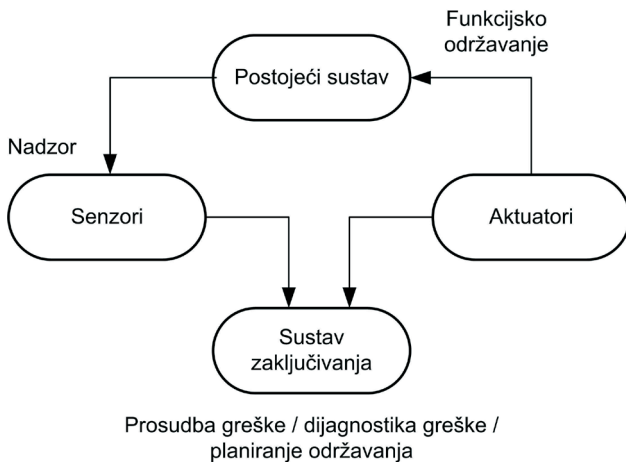 Funkcijsko
održavanje
Postojeći sustav
Nadzor
Senzori
Aktuatori
Sustav
zaključivanja
Prosudba greške / dijagnostika greške /
planiranje održavanja